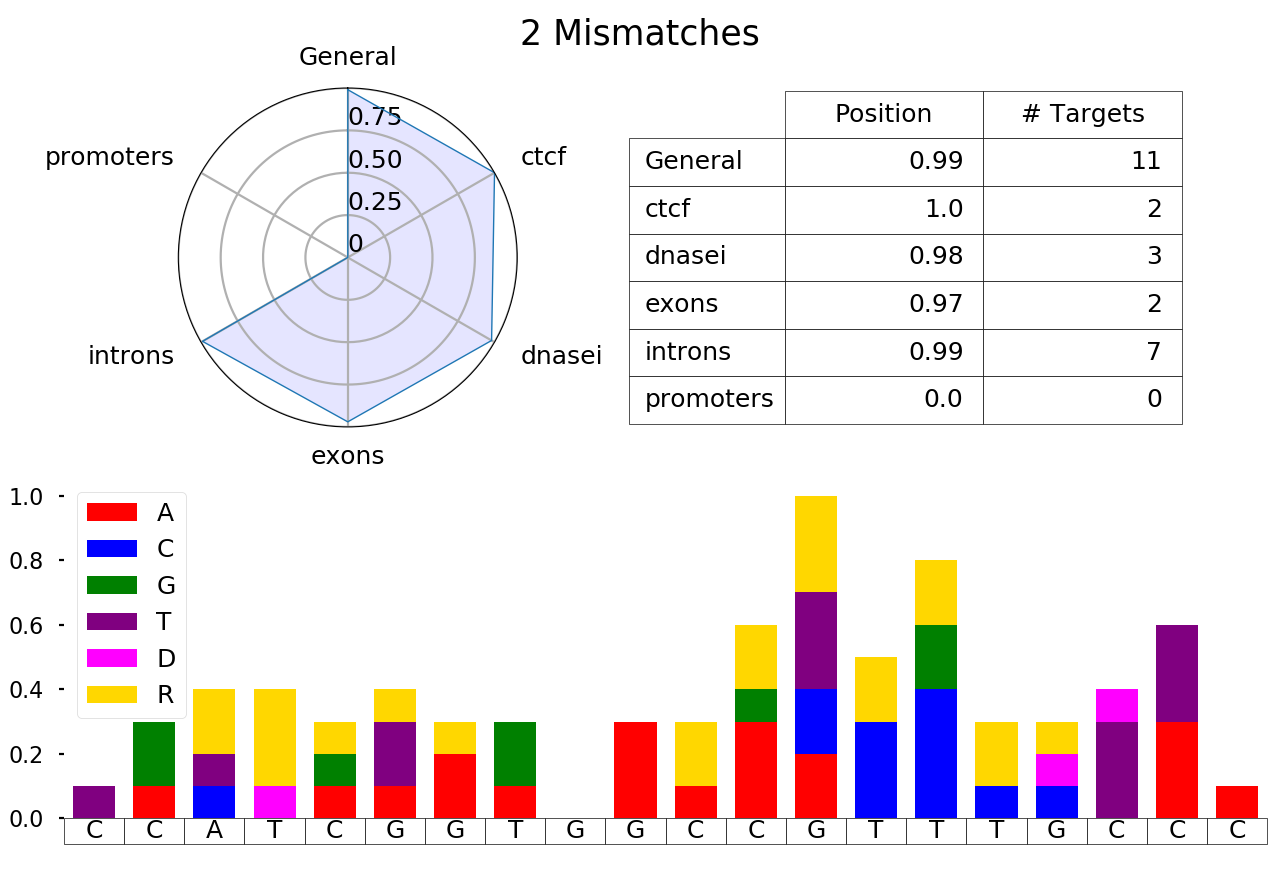 2 Mismatches
General
ctcf
dnasei
exons
introns
promoters
0.75
0.50
0.25
0
Position # Targets
General 0.99 11
ctcf 1.0 2
dnasei 0.98 3
exons 0.97 2
introns 0.99 7
promoters 0.0 0
1.0
0.8
0.6
0.4
0.2
0.0
A
C
G
T
D
R
C C A T C G G T G G C C G T T T G C C C